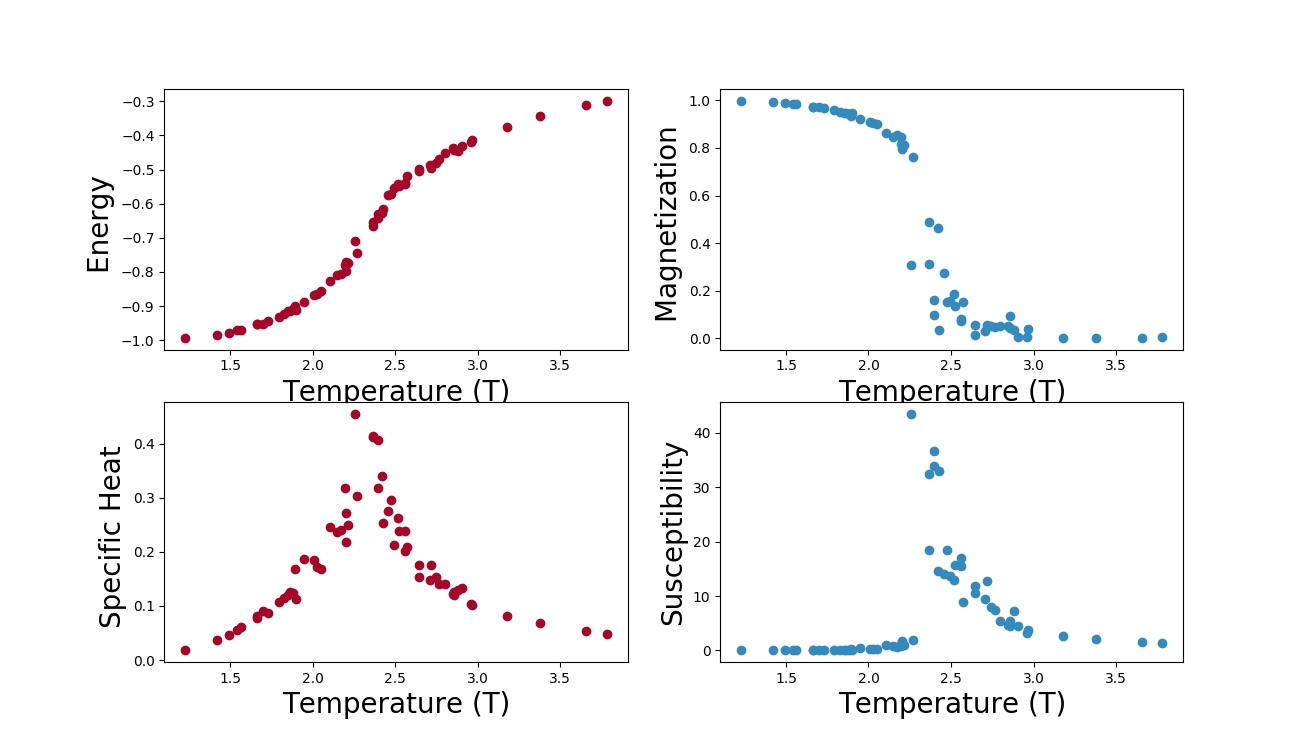 Energy
−0.3
−0.4
−0.5
−0.6
−0.7
−0.8
−0.9
−1.0
1.5 2.0 2.5 3.0 3.5
Temperature (T)
Magnetization
1.0
0.8
0.6
0.4
0.2
0.0
1.5 2.0 2.5 3.0 3.5
Temperature (T)
Specific Heat
0.4
0.3
0.2
0.1
0.0
1.5 2.0 2.5 3.0 3.5
Temperature (T)
Susceptibility
40
30
20
10
0
1.5 2.0 2.5 3.0 3.5
Temperature (T)